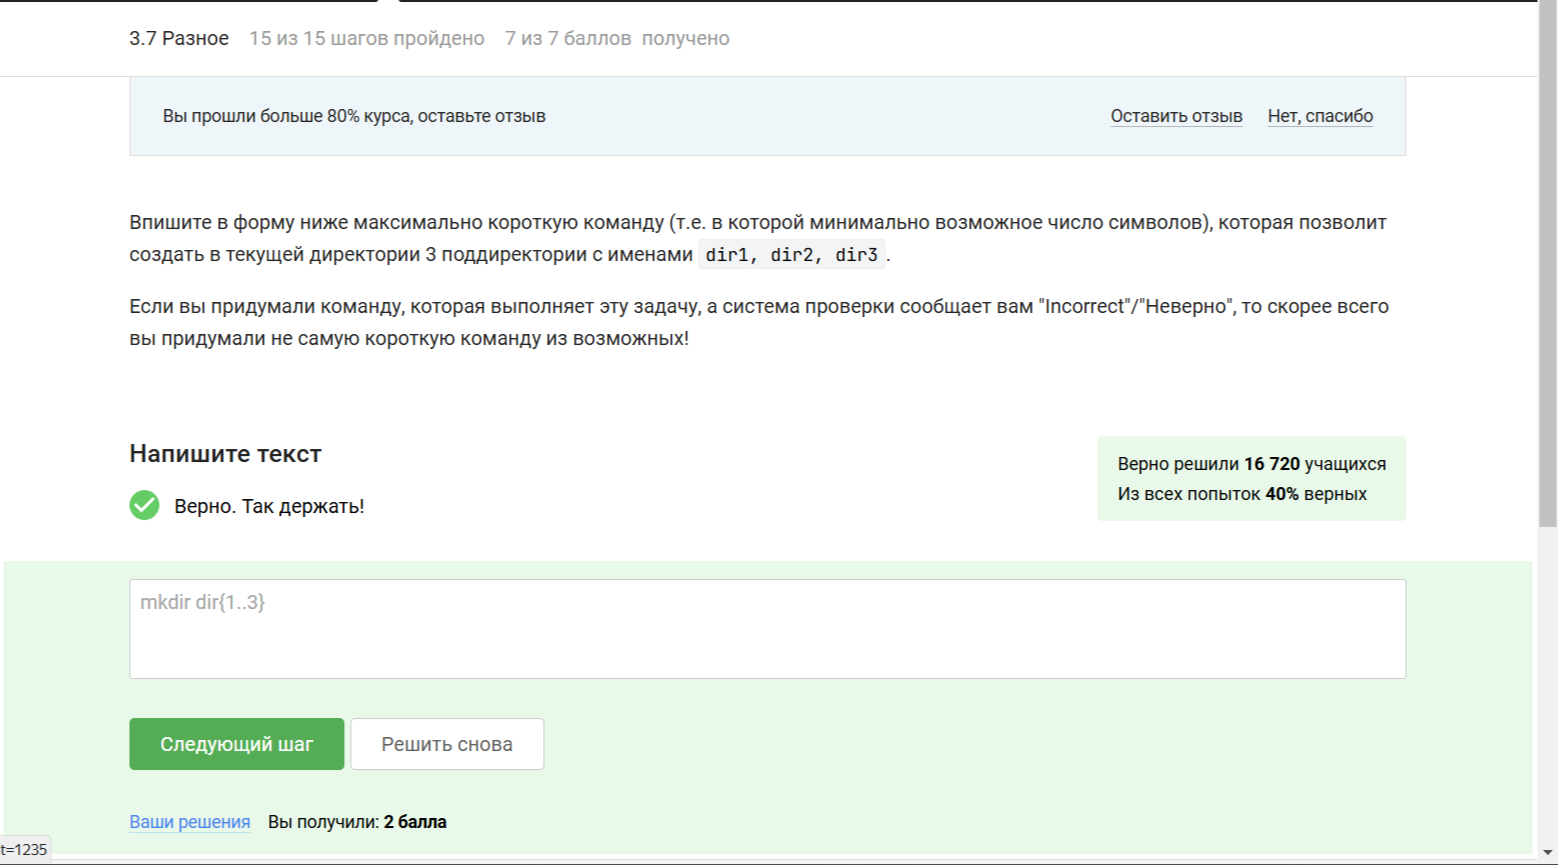 3.7 Разное 15 из 15 шагов пройдено 7 из 7 баллов получено
Вы прошли больше 80% курса, оставьте отзыв Оставить отзыв Нет, спасибо
Впишите в форму ниже максимально короткую команду (т.е. в которой минимально возможное число символов), которая позволит
создать в текущей директории 3 поддиректории с именами dir1, dir2, dir3.
Если вы придумали команду, которая выполняет эту задачу, а система проверки сообщает вам "Incorrect"/"Неверно", то скорее всего
вы придумали не самую короткую команду из возможных!
Напишите текст
Верно. Так держать!
Верно решили 16 720 учащихся
Из всех попыток 40% верных
mkdir dir{1..3}
Следующий шаг Решить снова
Ваши решения Вы получили: 2 балла
t=1235